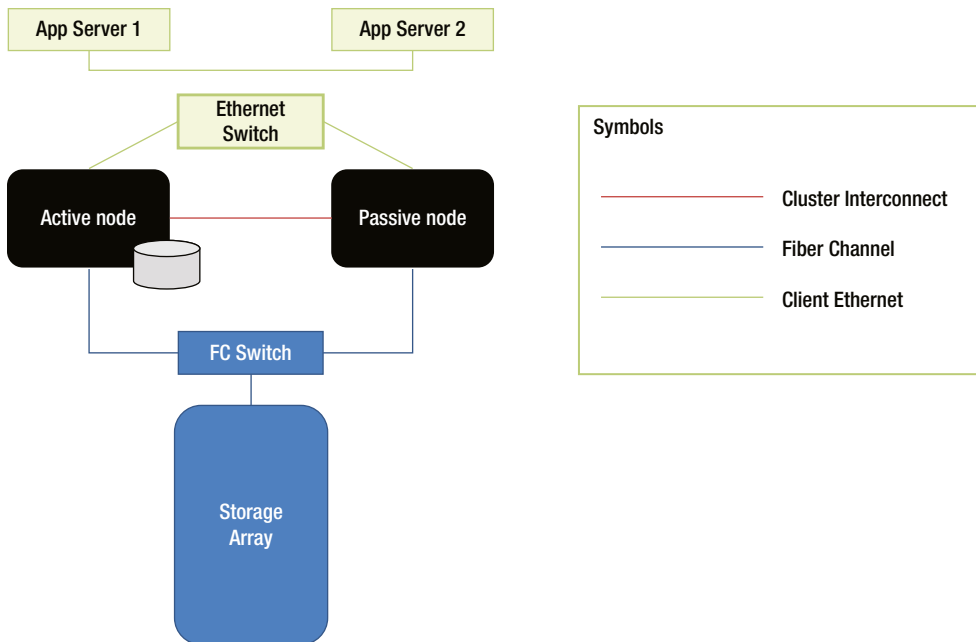 App Server 1
App Server 2
Ethernet
Switch
Active node
Passive node
FC Switch
Storage
Array
Symbols
Cluster Interconnect
Fiber Channel
Client Ethernet